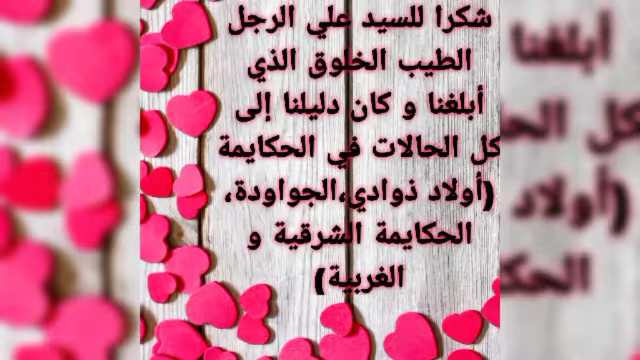 شكرا للسيد علي الرجل
الطيب الخلوق الذي
أبلغنا و كان دليلنا إلى
كل الحالات في الحكايمة
(أولاد ذوادي،الجواودة،
الحكايمة الشرقية و
الغربية)